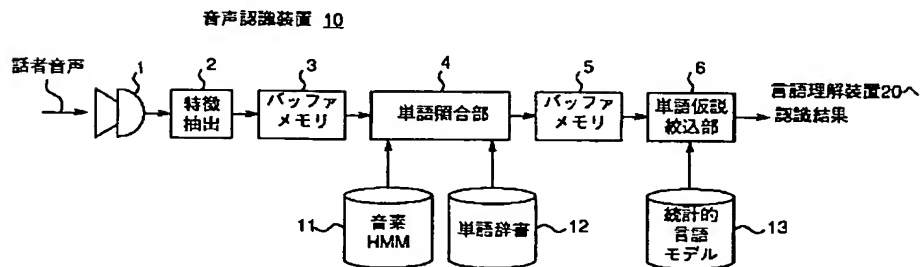 音声認識装置 10
話者音声
1
2
3
4
5
6
特徴
抽出
バッファ
メモリ
単語照合部
バッファ
メモリ
単語仮説
絞込部
言語理解装置20へ
認識結果
11
音素
HMM
単語辞書
12
統計的
言語
モデル
13